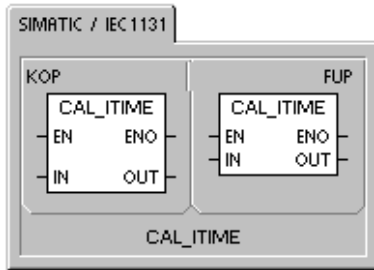 SIMATIC / IEC1131
KOP FUP
CAL_ITIME CAL_ITIME
EN ENO EN ENO
IN OUT IN OUT
CAL_ITIME